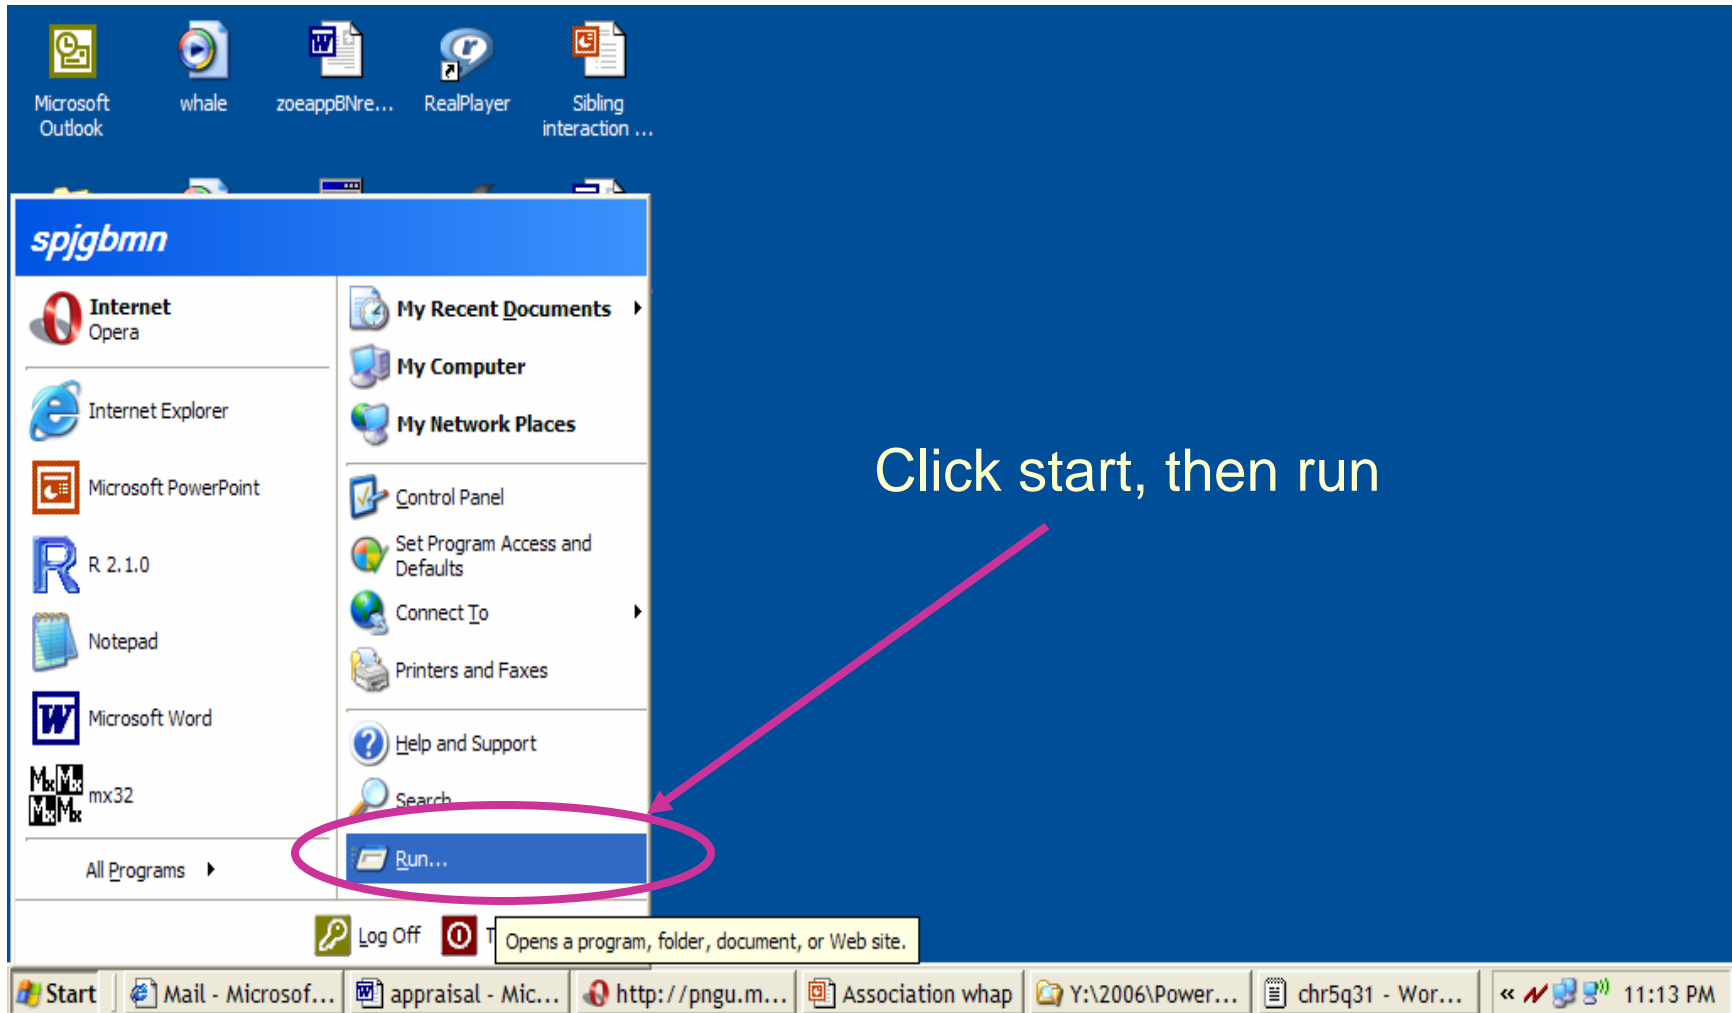 Microsoft
Outlook
whale
zoeappBNre...
RealPlayer
Sibling
interaction ...
spjgbmn
Internet
Opera
Internet Explorer
Microsoft PowerPoint
R 2.1.0
Notepad
Microsoft Word
mx32
All Programs
My Recent Documents
My Computer
My Network Places
Control Panel
Set Program Access and
Defaults
Connect To
Printers and Faxes
Help and Support
Search
Run...
Click start, then run
Log Off
Opens a program, folder, document, or Web site.
Start
Mail - Microsof...
appraisal - Mic...
http://pngu.m...
Association whap
Y:\2006\Power...
chr5q31 - Wor...
«
11:13 PM